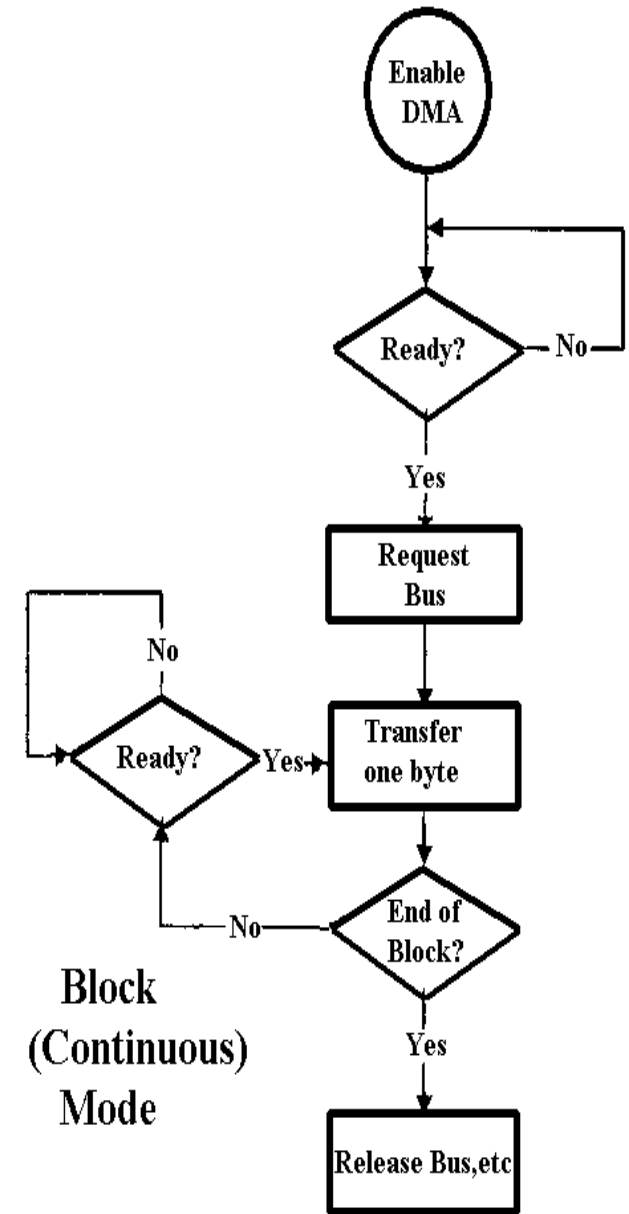 Enable
DMA
Ready?
No
Yes
Request
Bus
No
Ready?
Yes
Transfer
one byte
End of
Block?
No
Yes
Block
(Continuous)
Mode
Release Bus,etc